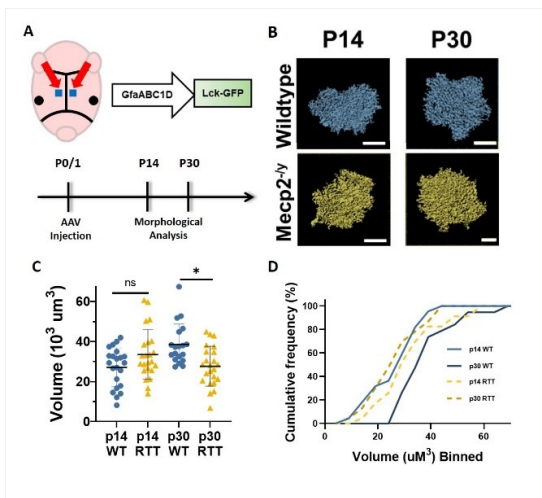 A
GfaABC1D
Lck-GFP
P0/1
P14
P30
AAV
Injection
Morphological
Analysis
B
P14
P30
Wildtype
Mecp2-/y
C
Volume (10³ um³)
60
40
20
0
ns
*
p14
WT
p14
RTT
p30
WT
p30
RTT
D
Cumulative frequency (%)
100
80
60
40
20
0
p14 WT
p30 WT
p14 RTT
p30 RTT
0
20
40
60
Volume (uM³) Binned